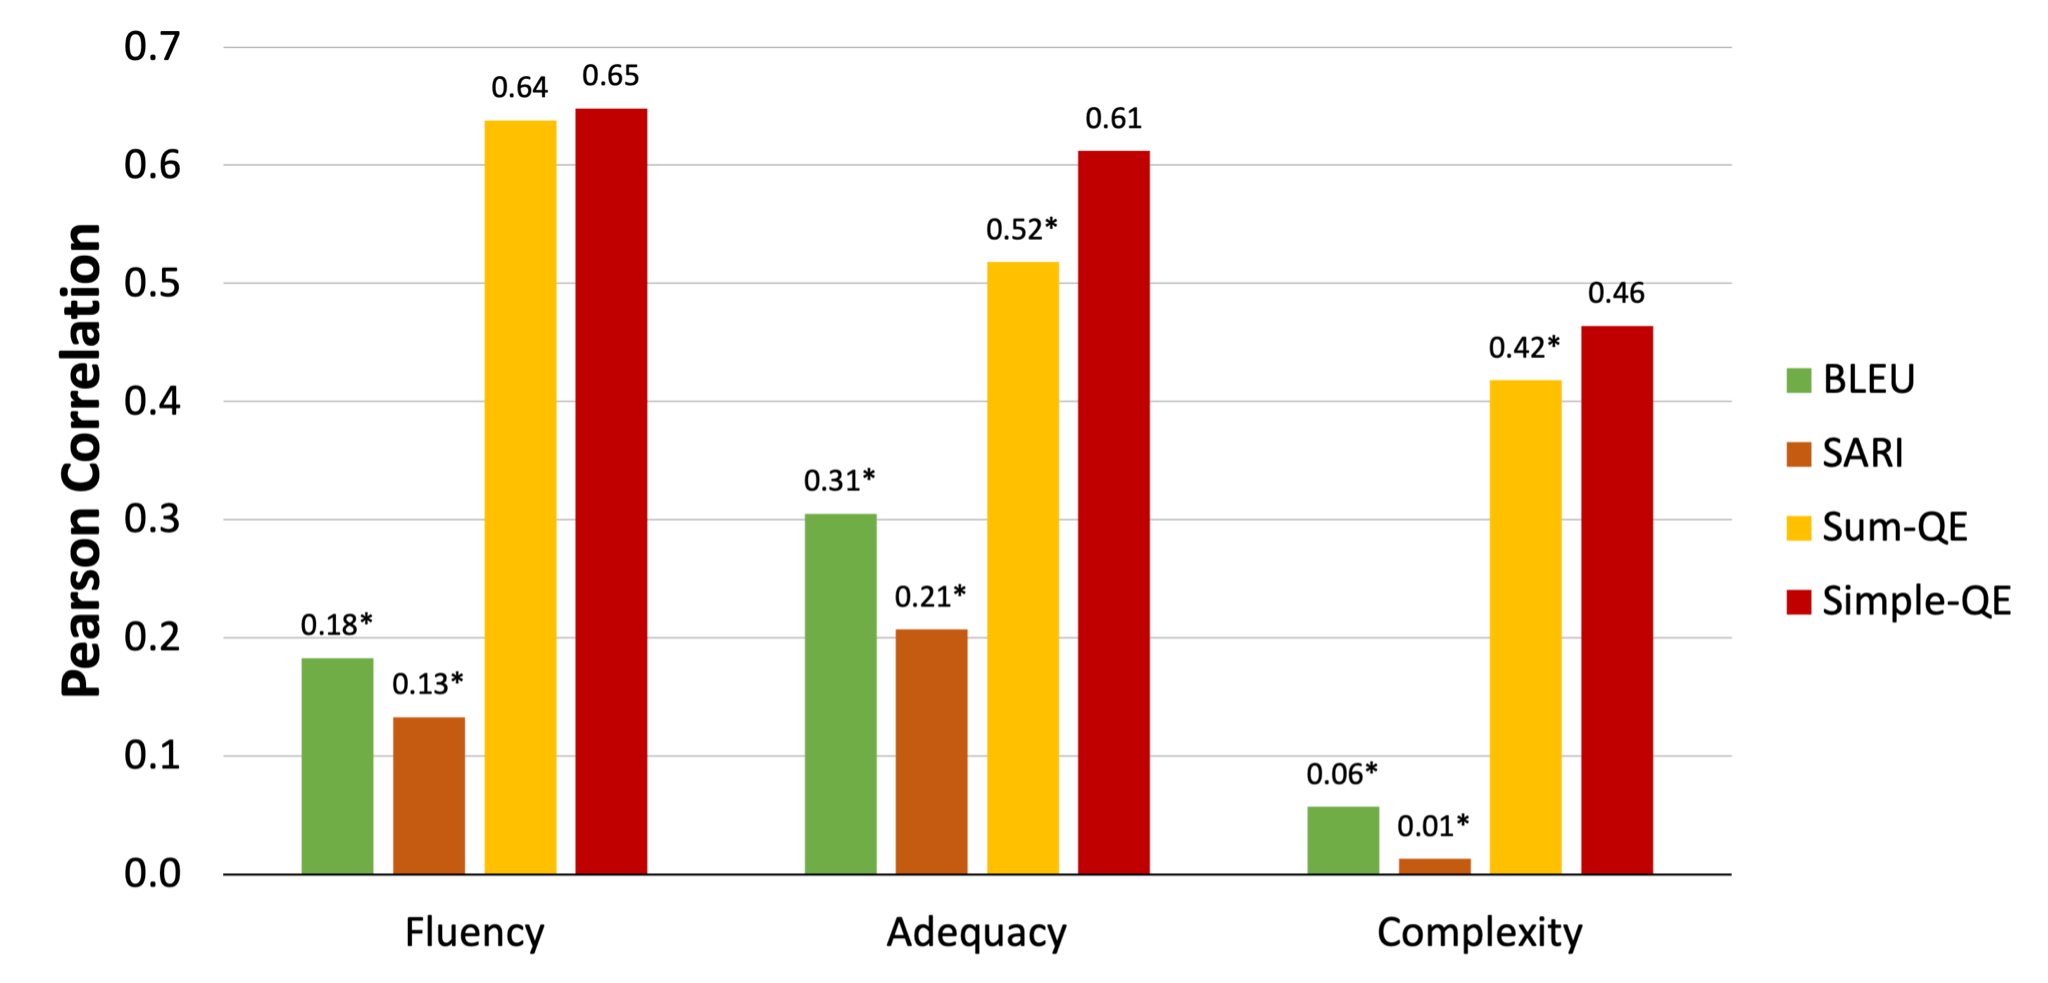 Pearson Correlation
0.7
0.6
0.5
0.4
0.3
0.2
0.1
0.0
0.18*
0.13*
0.64
0.65
0.31*
0.21*
0.52*
0.61
0.06*
0.01*
0.42*
0.46
Fluency
Adequacy
Complexity
BLEU
SARI
Sum-QE
Simple-QE